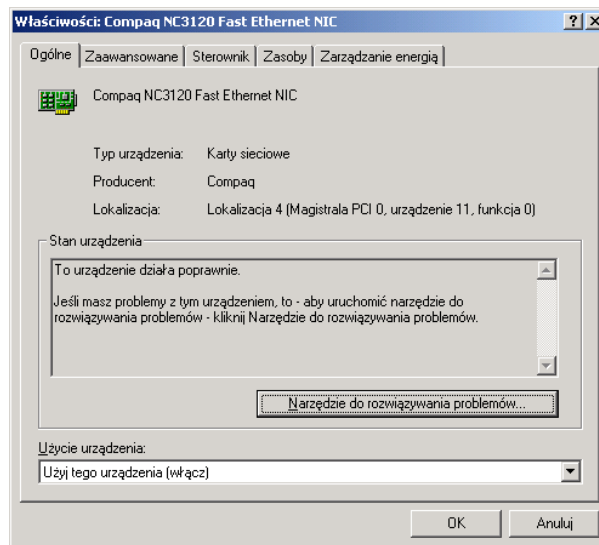 Właściwości: Compaq NC3120 Fast Ethernet NIC
Ogólne Zaawansowane Sterownik Zasoby Zarządzanie energią
Compaq NC3120 Fast Ethernet NIC
Typ urządzenia: Karty sieciowe
Producent: Compaq
Lokalizacja: Lokalizacja 4 (Magistrala PCI 0, urządzenie 11, funkcja 0)
Stan urządzenia
To urządzenie działa poprawnie.
Jeśli masz problemy z tym urządzeniem, to - aby uruchomić narzędzie do
rozwiązywania problemów - kliknij Narzędzie do rozwiązywania problemów.
Narzędzie do rozwiązywania problemów...
Użycie urządzenia:
Użyj tego urządzenia (włącz)
OK Anuluj